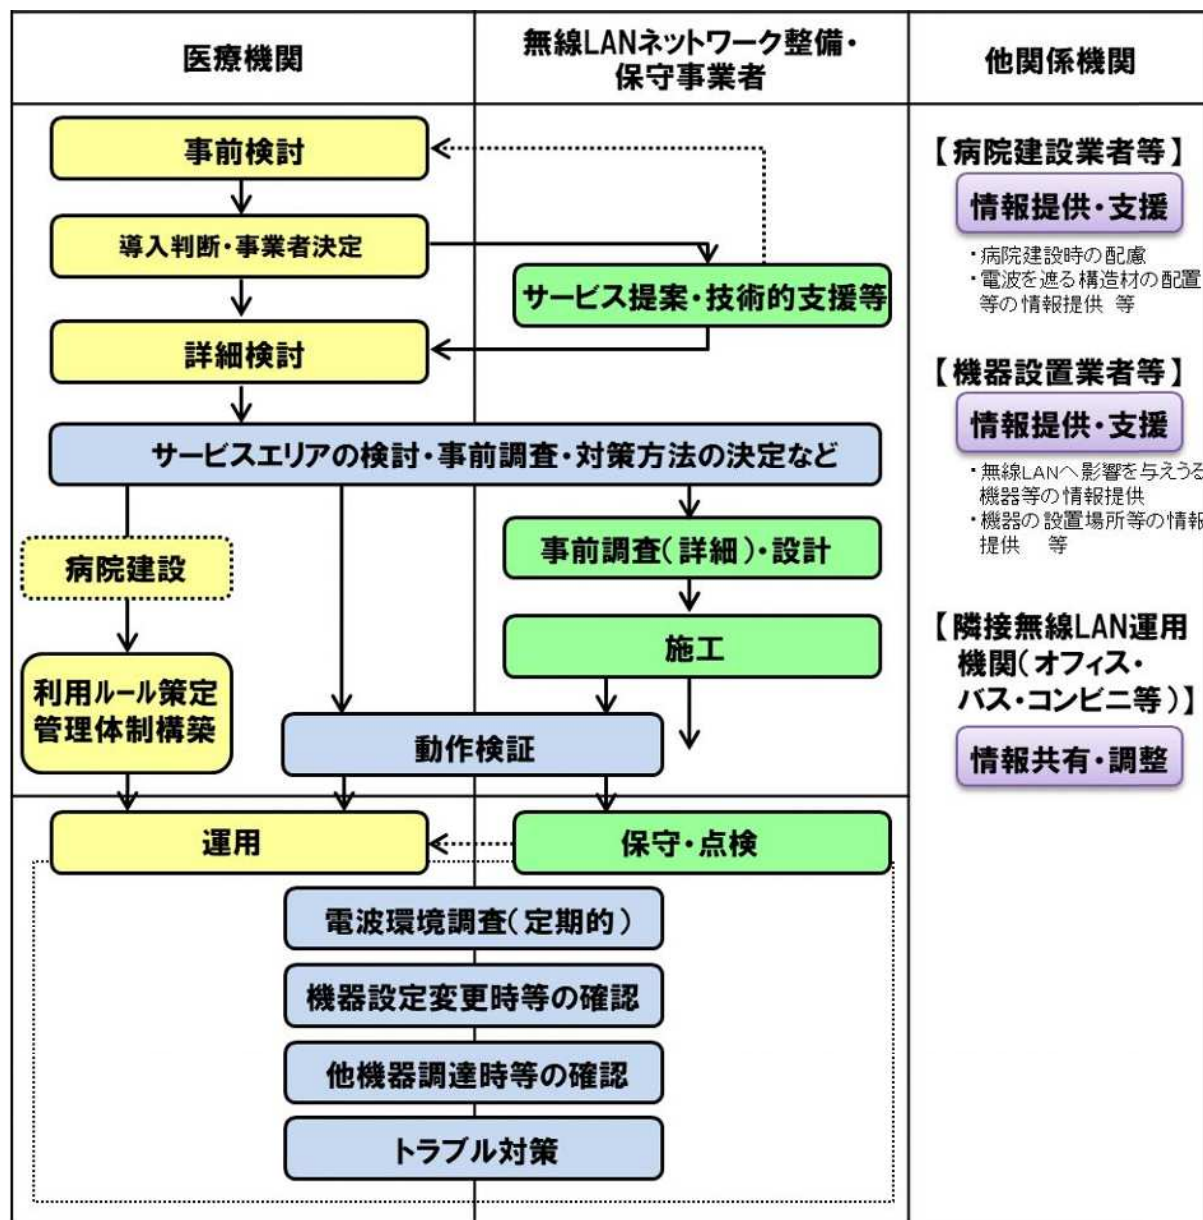 医療機関
無線LANネットワーク整備・
保守事業者
他関係機関
事前検討
導入判断・事業者決定
サービス提案・技術的支援等
詳細検討
サービスエリアの検討・事前調査・対策方法の決定など
病院建設
事前調査(詳細)・設計
施工
利用ルール策定
管理体制構築
動作検証
運用
保守・点検
電波環境調査(定期的)
機器設定変更時等の確認
他機器調達時等の確認
トラブル対策
【病院建設業者等】
情報提供・支援
・病院建設時の配慮
・電波を遮る構造材の配置
等の情報提供 等
【機器設置業者等】
情報提供・支援
・無線LANへ影響を与えうる
機器等の情報提供
・機器の設置場所等の情報
提供 等
【隣接無線LAN運用
機関(オフィス・
バス・コンビニ等)】
情報共有・調整